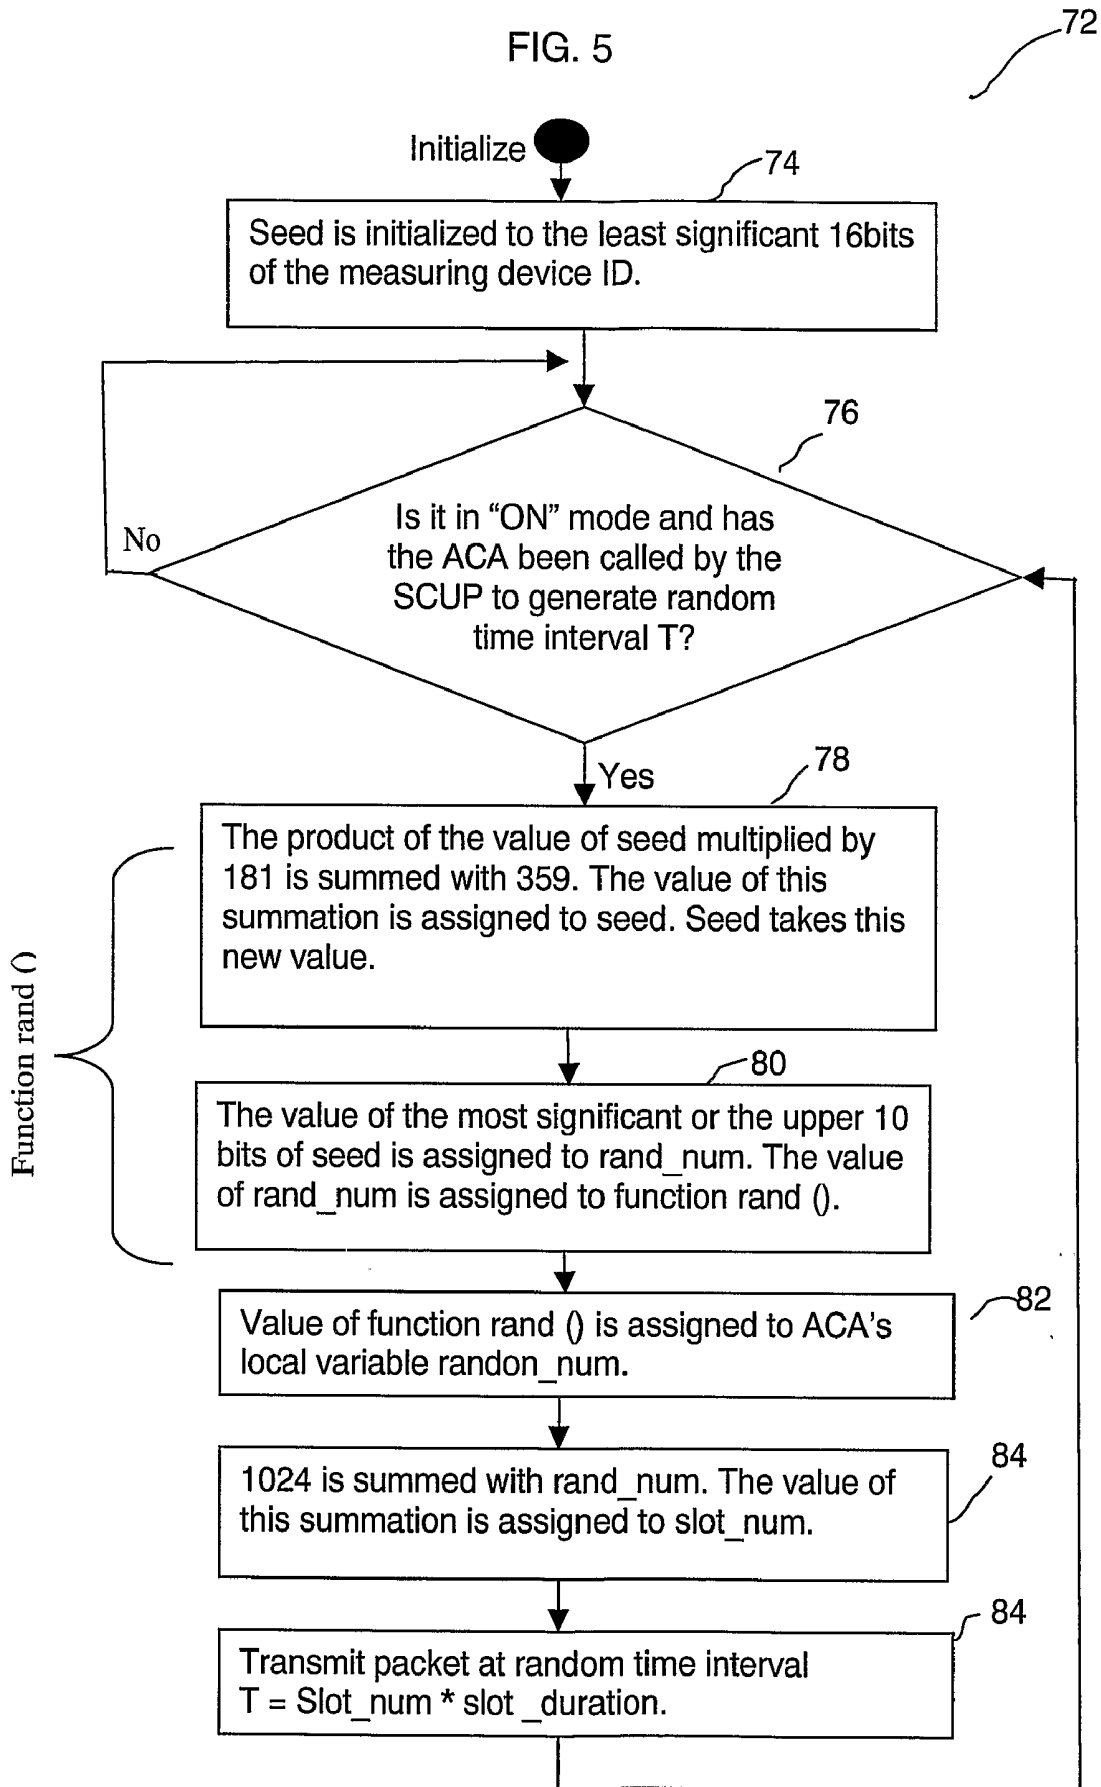 FIG. 5
72
Initialize
74
Seed is initialized to the least significant 16bits
of the measuring device ID.
76
Is it in “ON” mode and has
the ACA been called by the
SCUP to generate random
time interval T?
No
Yes
78
The product of the value of seed multiplied by
181 is summed with 359. The value of this
summation is assigned to seed. Seed takes this
new value.
Function rand ()
80
The value of the most significant or the upper 10
bits of seed is assigned to rand_num. The value
of rand_num is assigned to function rand ().
82
Value of function rand () is assigned to ACA’s
local variable randon_num.
84
1024 is summed with rand_num. The value of
this summation is assigned to slot_num.
84
Transmit packet at random time interval
T = Slot_num * slot _duration.